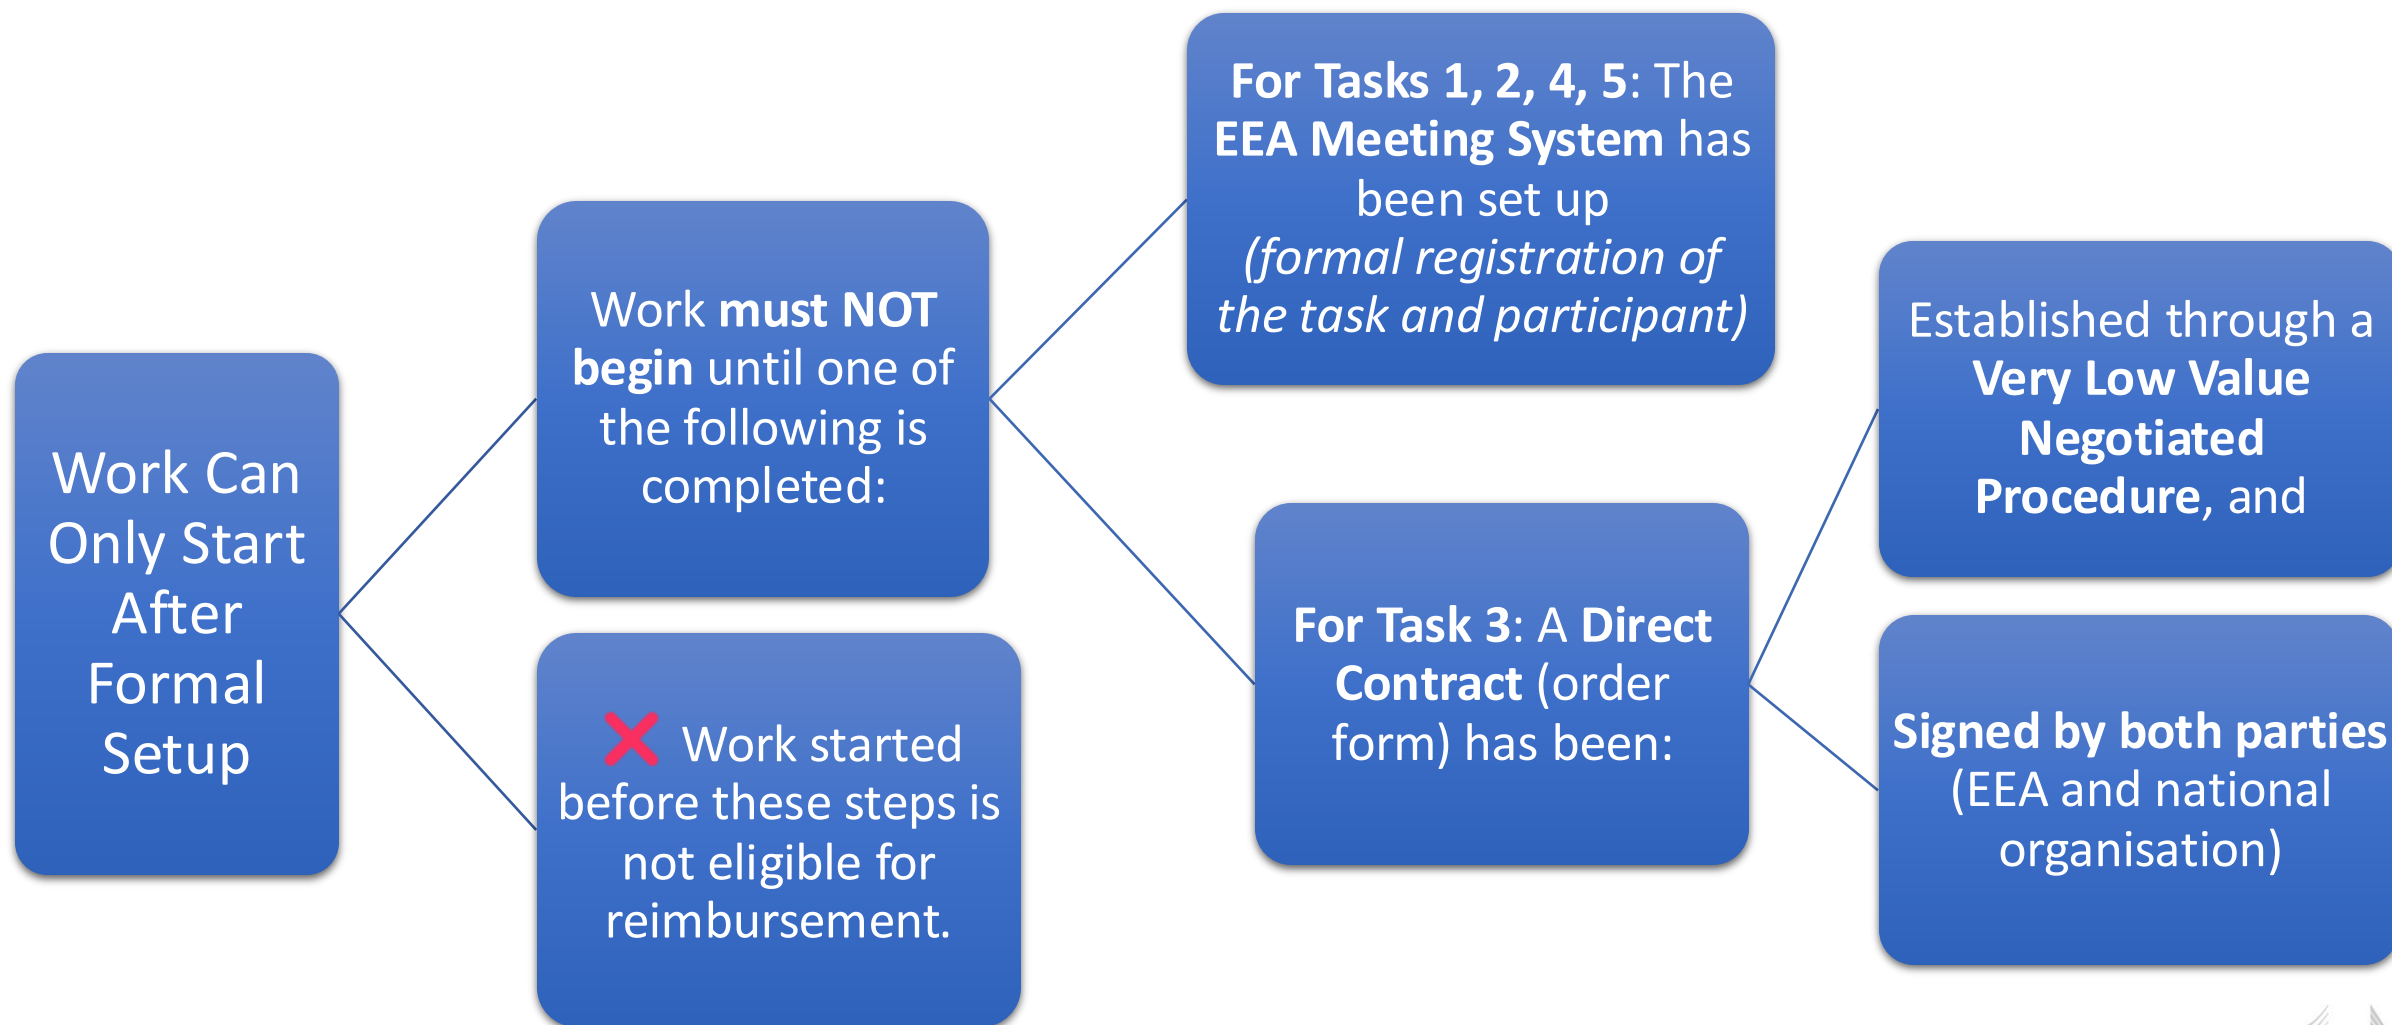 Work Can
Only Start
After
Formal
Setup
Work must NOT
begin until one of
the following is
completed:
❌ Work started
before these steps is
not eligible for
reimbursement.
For Tasks 1, 2, 4, 5: The
EEA Meeting System has
been set up
(formal registration of
the task and participant)
For Task 3: A Direct
Contract (order
form) has been:
Established through a
Very Low Value
Negotiated
Procedure, and
Signed by both parties
(EEA and national
organisation)